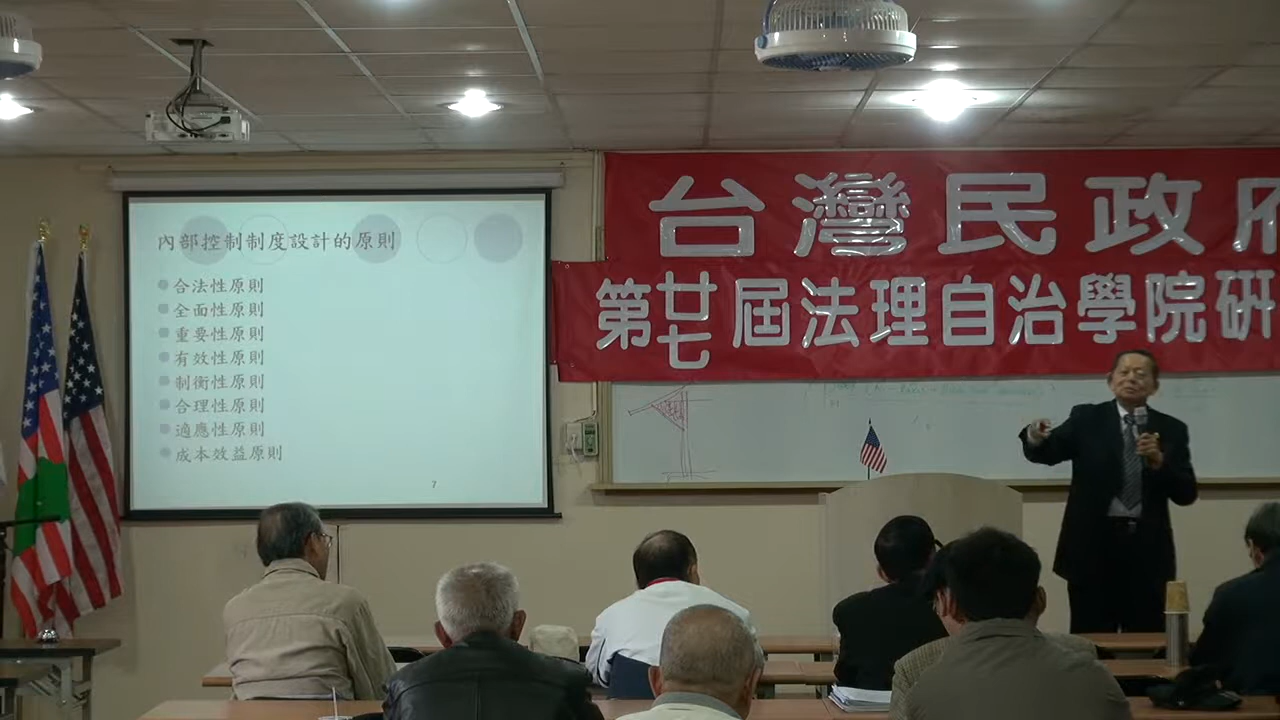 內部控制制度設計的原則
合法性原則
全面性原則
重要性原則
有效性原則
制衡性原則
合理性原則
適應性原則
成本效益原則
7
台灣民政府
第廿七屆法理自治學院研